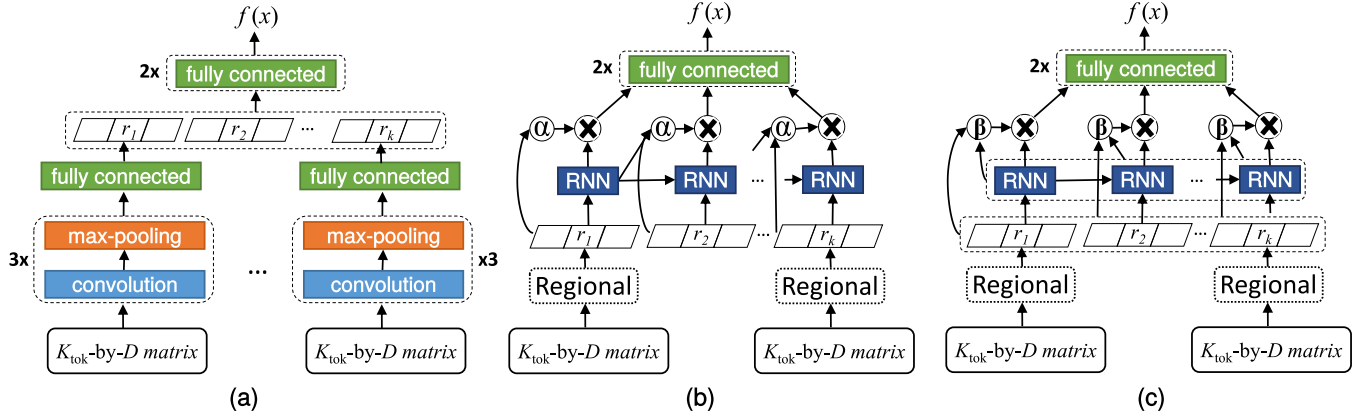 f (x)
2x
fully connected
r1
r2
...
rk
fully connected
fully connected
max-pooling
max-pooling
3x
...
x3
convolution
convolution
Ktok-by-D matrix
Ktok-by-D matrix
(a)
f (x)
2x
fully connected
α
×
α
×
α
×
RNN
RNN
...
RNN
r1
r2
...
rk
Regional
Regional
Ktok-by-D matrix
Ktok-by-D matrix
(b)
f (x)
2x
fully connected
β
×
β
×
β
×
RNN
RNN
...
RNN
r1
r2
...
rk
Regional
Regional
Ktok-by-D matrix
Ktok-by-D matrix
(c)